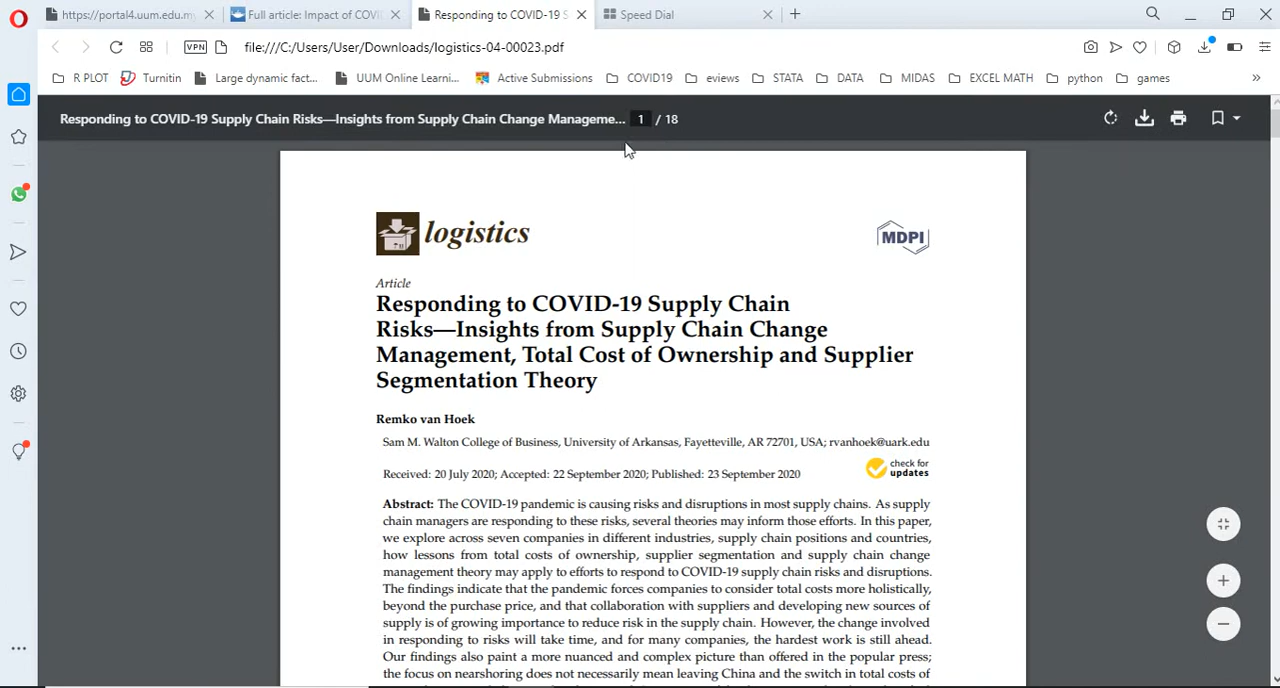 https://portal4.uum.edu.my
Full article: Impact of COVI
Responding to COVID-19 S
Speed Dial
VPN
file:///C:/Users/User/Downloads/logistics-04-00023.pdf
R PLOT
Turnitin
Large dynamic fact...
UUM Online Learni...
Active Submissions
COVID19
eviews
STATA
DATA
MIDAS
EXCEL MATH
python
games
Responding to COVID-19 Supply Chain Risks—Insights from Supply Chain Change Manageme... 1 / 18
logistics
MDPI
Article
Responding to COVID-19 Supply Chain
Risks—Insights from Supply Chain Change
Management, Total Cost of Ownership and Supplier
Segmentation Theory
Remko van Hoek
Sam M. Walton College of Business, University of Arkansas, Fayetteville, AR 72701, USA; rvanhoek@uark.edu
Received: 20 July 2020; Accepted: 22 September 2020; Published: 23 September 2020
check for
updates
Abstract: The COVID-19 pandemic is causing risks and disruptions in most supply chains. As supply
chain managers are responding to these risks, several theories may inform those efforts. In this paper,
we explore across seven companies in different industries, supply chain positions and countries,
how lessons from total costs of ownership, supplier segmentation and supply chain change
management theory may apply to efforts to respond to COVID-19 supply chain risks and disruptions.
The findings indicate that the pandemic forces companies to consider total costs more holistically,
beyond the purchase price, and that collaboration with suppliers and developing new sources of
supply is of growing importance to reduce risk in the supply chain. However, the change involved
in responding to risks will take time, and for many companies, the hardest work is still ahead.
Our findings also paint a more nuanced and complex picture than offered in the popular press;
the focus on nearshoring does not necessarily mean leaving China and the switch in total costs of